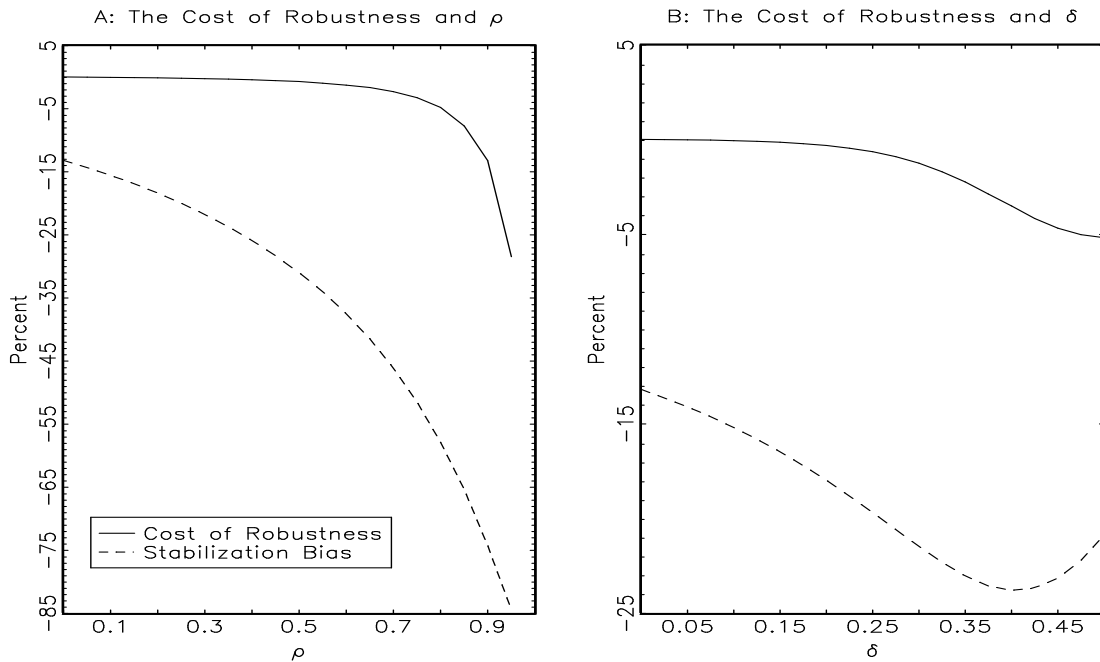 A: The Cost of Robustness and ρ
5
-5
-15
-25
-35
-45
-55
-65
-75
-85
Percent
0.1 0.3 0.5 0.7 0.9
ρ
Cost of Robustness
Stabilization Bias
B: The Cost of Robustness and δ
5
-5
-15
-25
Percent
0.05 0.15 0.25 0.35 0.45
δ